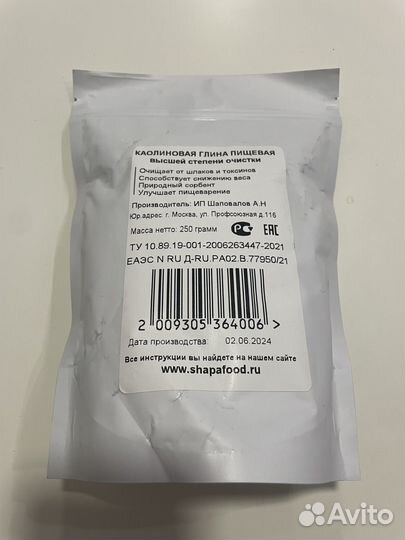 КАОЛИНОВАЯ ГЛИНА ПИЩЕВАЯ
ВЫСШЕЙ СТЕПЕНИ ОЧИСТКИ
Очищает от шлаков и токсинов
Способствует снижению веса
Природный сорбент
Улучшает пищеварение
Производитель: ИП Шаповалов А.Н
Юр.адрес. г. Москва, ул. Профсоюзная д.116
Масса нетто: 250 грамм
РС ЕАС
ТУ 10.89.19-001-2006263447-2021
ЕАЭС N RU Д-RU.РА02.В.77950/21
2 009305 364006 >
Дата производства: 02.06.2024
Все инструкции вы найдете на нашем сайте
www.shapafood.ru
Avito